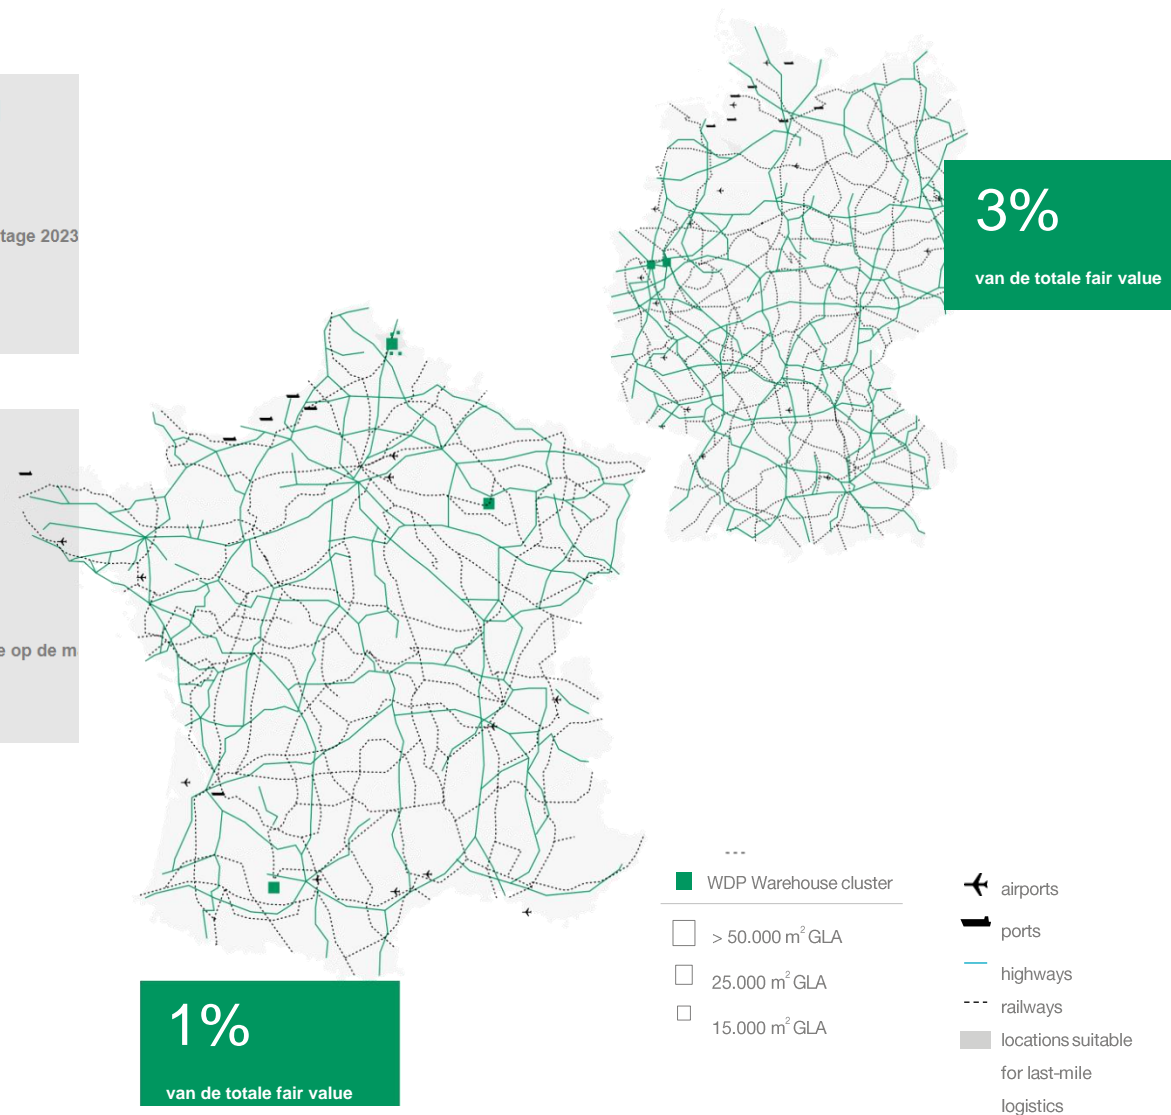 tage 2023
3%
van de totale fair value
e op de m
WDP Warehouse cluster
> 50.000 m² GLA
25.000 m² GLA
15.000 m² GLA
airports
ports
highways
railways
locations suitable
for last-mile
logistics
1%
van de totale fair value